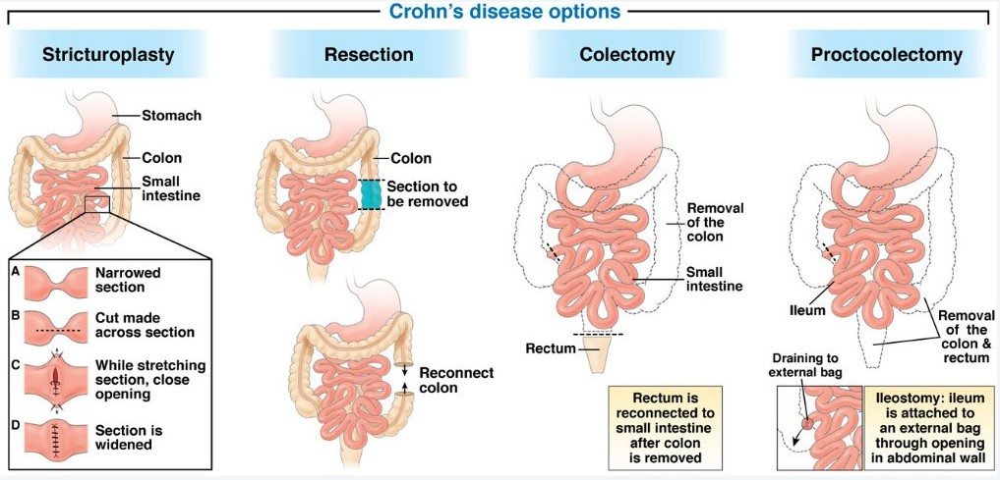 Crohn's disease options
Stricturoplasty
Stomach
Colon
Small
intestine
A
Narrowed
section
B
Cut made
across section
C
While stretching
section, close
opening
D
Section is
widened
Resection
Colon
Section to
be removed
Reconnect
colon
Colectomy
Removal
of the
colon
Small
intestine
Rectum
Rectum is
reconnected to
small intestine
after colon
is removed
Proctocolectomy
Ileum
Removal
of the
colon &
rectum
Draining to
external bag
Ileostomy: ileum
is attached to
an external bag
through opening
in abdominal wall